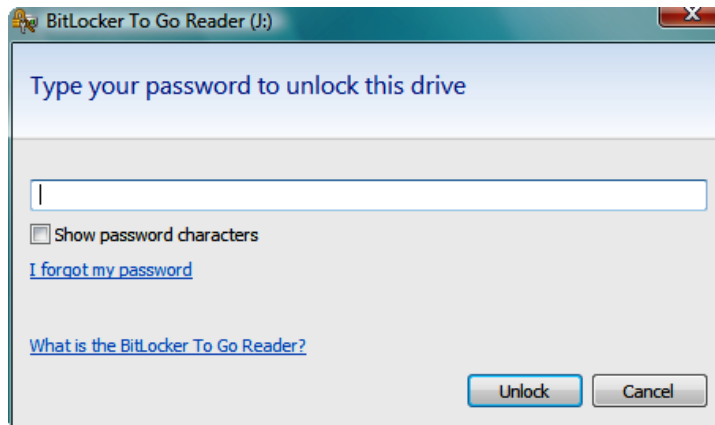 BitLocker To Go Reader (J:)
Type your password to unlock this drive
Show password characters
I forgot my password
What is the BitLocker To Go Reader?
Unlock Cancel